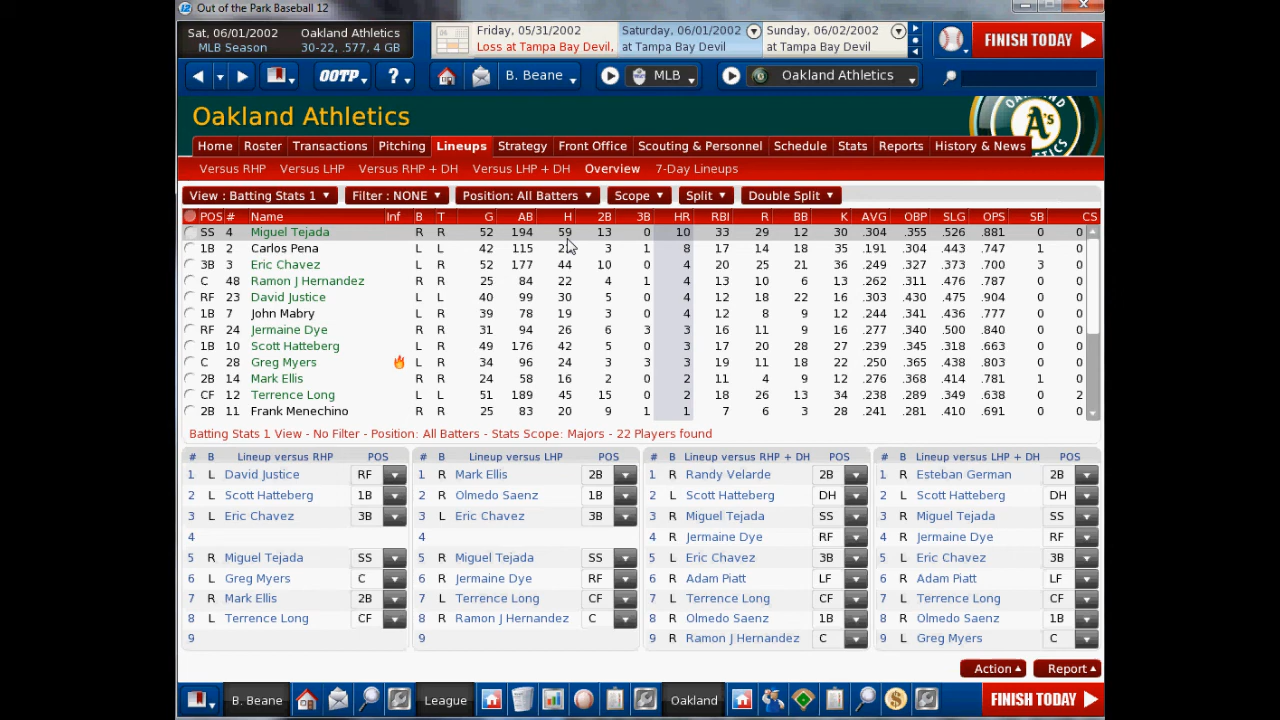 Out of the Park Baseball 12
Sat, 06/01/2002 Oakland Athletics
MLB Season 30-22, .577, 4 GB
Friday, 05/31/2002 Saturday, 06/01/2002 Sunday, 06/02/2002
Loss at Tampa Bay Devil, at Tampa Bay Devil at Tampa Bay Devil
FINISH TODAY
OOTP ? B. Beane MLB Oakland Athletics
Oakland Athletics
OAKLAND A's
Home Roster Transactions Pitching Lineups Strategy Front Office Scouting & Personnel Schedule Stats Reports History & News
Versus RHP Versus LHP Versus RHP + DH Versus LHP + DH Overview 7-Day Lineups
View : Batting Stats 1 Filter : NONE Position: All Batters Scope Split Double Split
POS # Name Inf B T G AB H 2B 3B HR RBI R BB K AVG OBP SLG OPS SB CS
SS 4 Miguel Tejada R R 52 194 59 13 0 10 33 29 12 30 .304 .355 .526 .881 0 0
1B 2 Carlos Pena L L 42 115 3 1 8 17 14 18 35 .191 .304 .443 .747 1 0
3B 3 Eric Chavez L R 52 177 44 10 0 4 20 25 21 36 .249 .327 .373 .700 3 0
C 48 Ramon J Hernandez R R 25 84 22 4 1 4 13 10 6 13 .262 .311 .476 .787 0 0
RF 23 David Justice L L 40 99 30 5 0 4 12 18 22 16 .303 .430 .475 .904 0 0
1B 7 John Mabry L R 39 78 19 3 0 4 12 8 9 12 .244 .341 .436 .777 0 0
RF 24 Jermaine Dye R R 31 94 26 6 3 3 16 11 9 16 .277 .340 .500 .840 0 0
1B 10 Scott Hatteberg L R 49 176 42 5 0 3 17 20 28 27 .239 .345 .318 .663 0 0
C 28 Greg Myers L R 34 96 24 3 3 3 19 11 18 22 .250 .365 .438 .803 0 0
2B 14 Mark Ellis R R 24 58 16 2 0 2 11 4 9 12 .276 .368 .414 .781 1 0
CF 12 Terrence Long L L 51 189 45 15 0 2 18 26 13 34 .238 .289 .349 .638 0 2
2B 11 Frank Menechino R R 25 83 20 9 1 1 7 6 3 28 .241 .281 .410 .691 0 0
Batting Stats 1 View - No Filter - Position: All Batters - Stats Scope: Majors - 22 Players found
# B Lineup versus RHP POS # B Lineup versus LHP POS # B Lineup versus RHP + DH POS # B Lineup versus LHP + DH POS
1 L David Justice RF 1 R Mark Ellis 2B 1 R Randy Velarde 2B 1 R Esteban German 2B
2 L Scott Hatteberg 1B 2 R Olmedo Saenz 1B 2 L Scott Hatteberg DH 2 L Scott Hatteberg DH
3 L Eric Chavez 3B 3 L Eric Chavez 3B 3 R Miguel Tejada SS 3 R Miguel Tejada SS
4 4 4 R Jermaine Dye RF 4 R Jermaine Dye RF
5 R Miguel Tejada SS 5 R Miguel Tejada SS 5 L Eric Chavez 3B 5 L Eric Chavez 3B
6 L Greg Myers C 6 R Jermaine Dye RF 6 R Adam Piatt LF 6 R Adam Piatt LF
7 R Mark Ellis 2B 7 L Terrence Long CF 7 L Terrence Long CF 7 L Terrence Long CF
8 L Terrence Long CF 8 R Ramon J Hernandez C 8 R Olmedo Saenz 1B 8 R Olmedo Saenz 1B
9 9 9 R Ramon J Hernandez C 9 L Greg Myers C
Action Report
B. Beane League Oakland FINISH TODAY